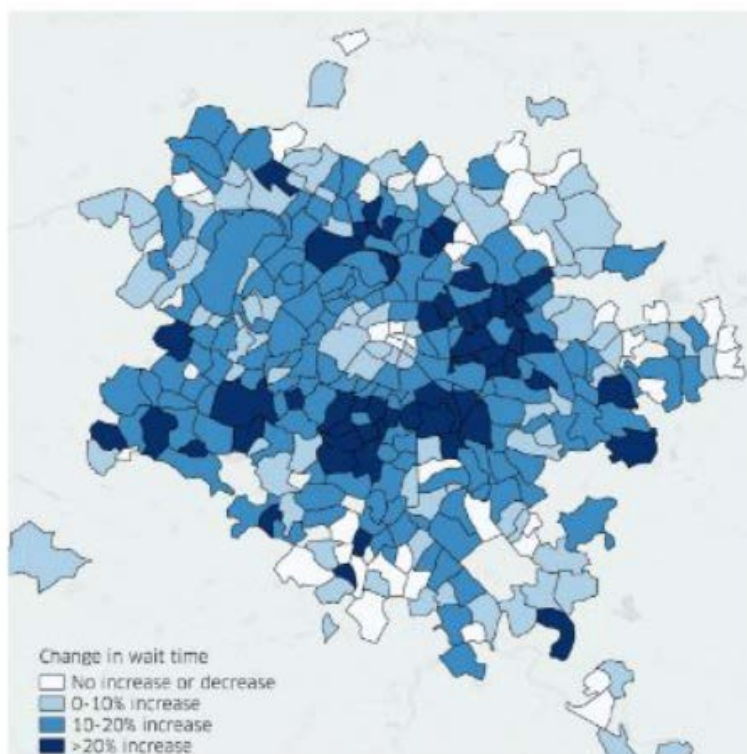 Change in wait time
No increase or decrease
0-10% increase
10-20% increase
>20% increase